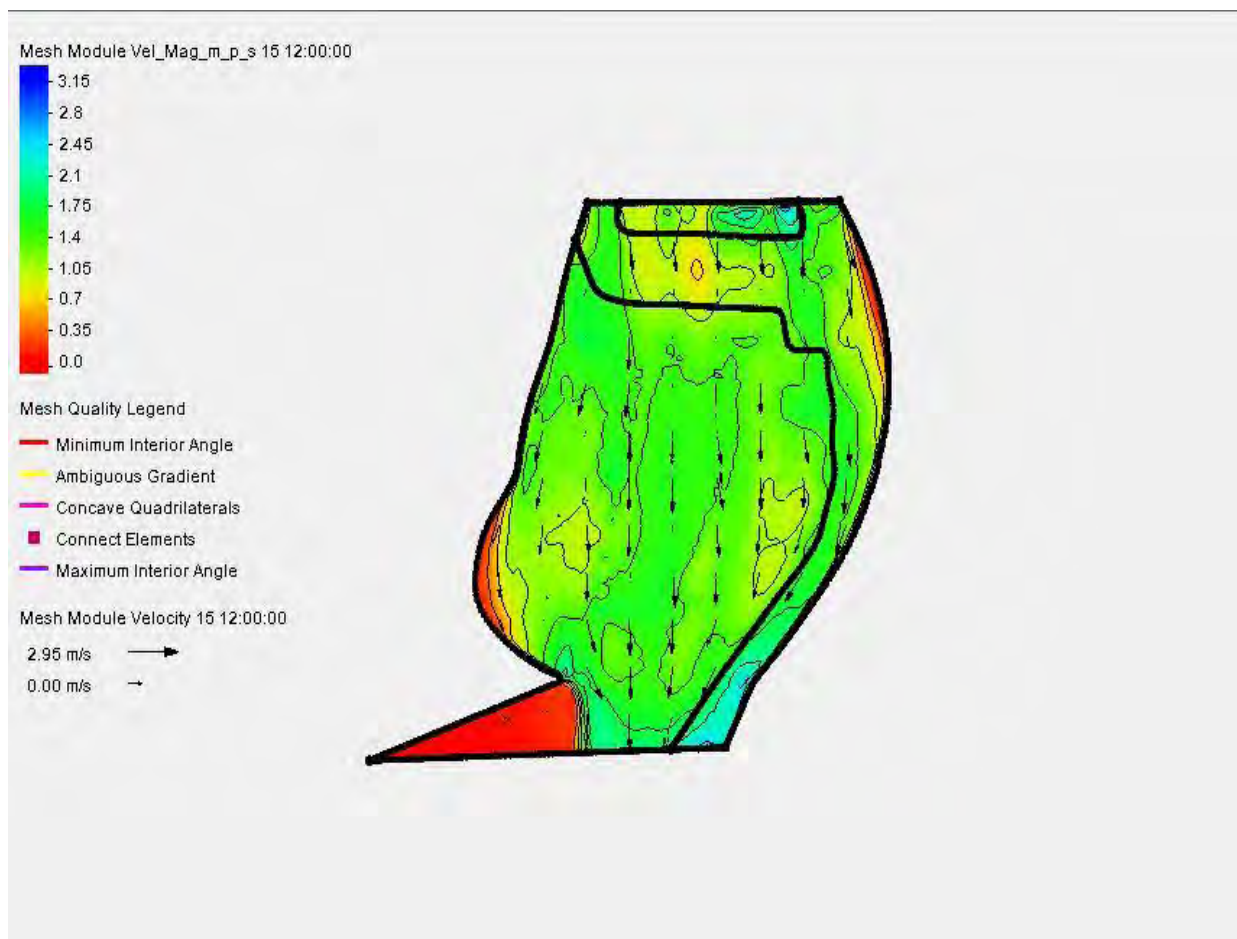 Mesh Module Vel_Mag_m_p_s 15 12:00:00
3.15
2.8
2.45
2.1
1.75
1.4
1.05
0.7
0.35
0.0
Mesh Quality Legend
Minimum Interior Angle
Ambiguous Gradient
Concave Quadrilaterals
Connect Elements
Maximum Interior Angle
Mesh Module Velocity 15 12:00:00
2.95 m/s
0.00 m/s